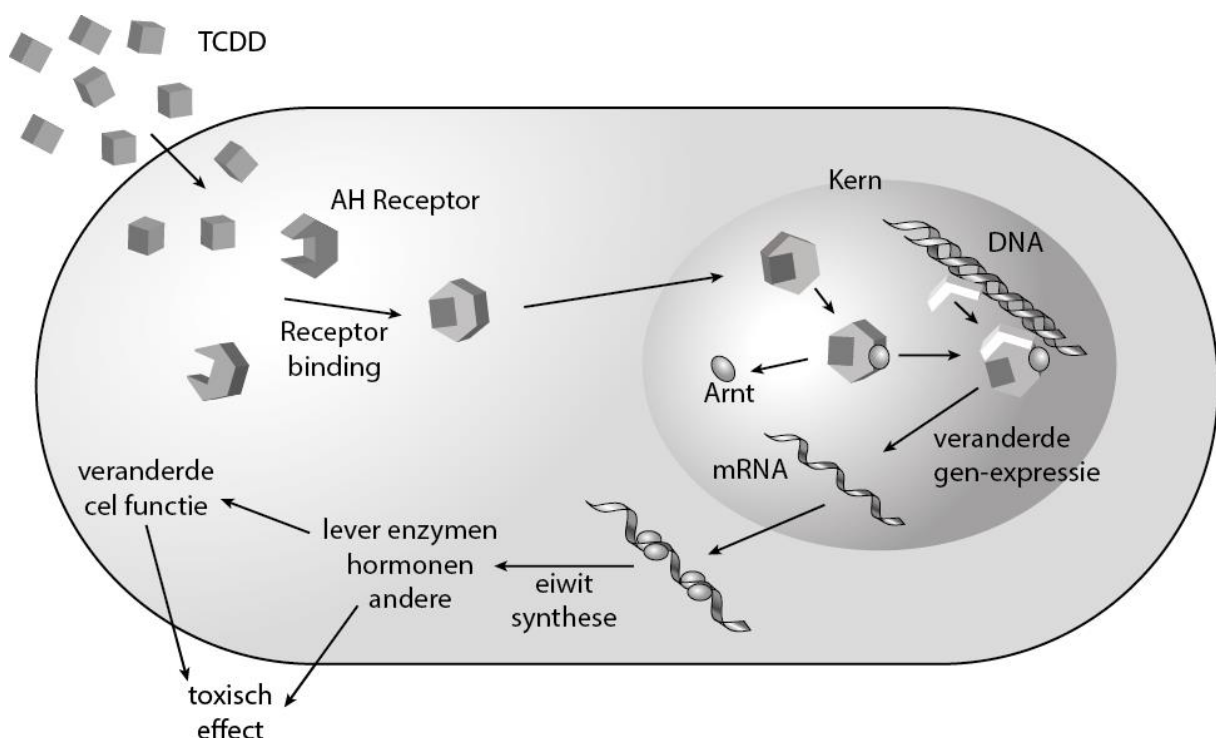 TCDD
AH Receptor
Receptor
binding
Kern
DNA
Arnt
mRNA
veranderde
gen-expressie
veranderde
cel functie
lever enzymen
hormonen
andere
eiwit
synthese
toxisch
effect